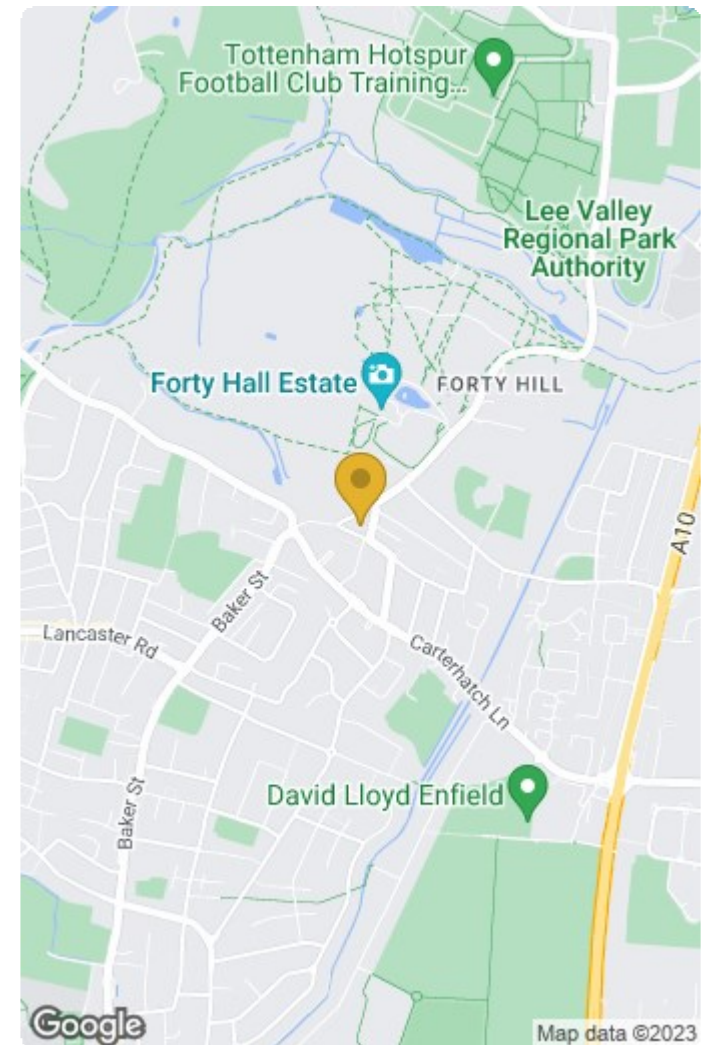 Tottenham Hotspur
Football Club Training...
Lee Valley
Regional Park
Authority
Forty Hall Estate
FORTY HILL
A10
Baker St
Lancaster Rd
Carterhatch Ln
David Lloyd Enfield
Baker St
Google
Map data ©2023